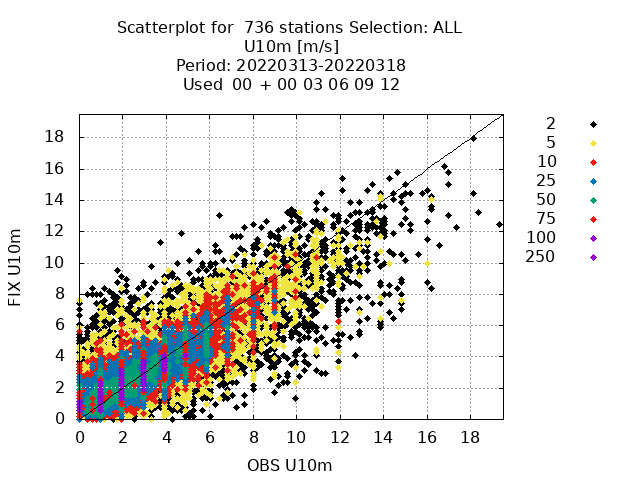 Scatterplot for  736 stations Selection: ALL
U10m [m/s]
Period: 20220313-20220318
Used  00 + 00 03 06 09 12
FIX U10m
18
16
14
12
10
8
6
4
2
0
0 2 4 6 8 10 12 14 16 18
OBS U10m
2
5
10
25
50
75
100
250